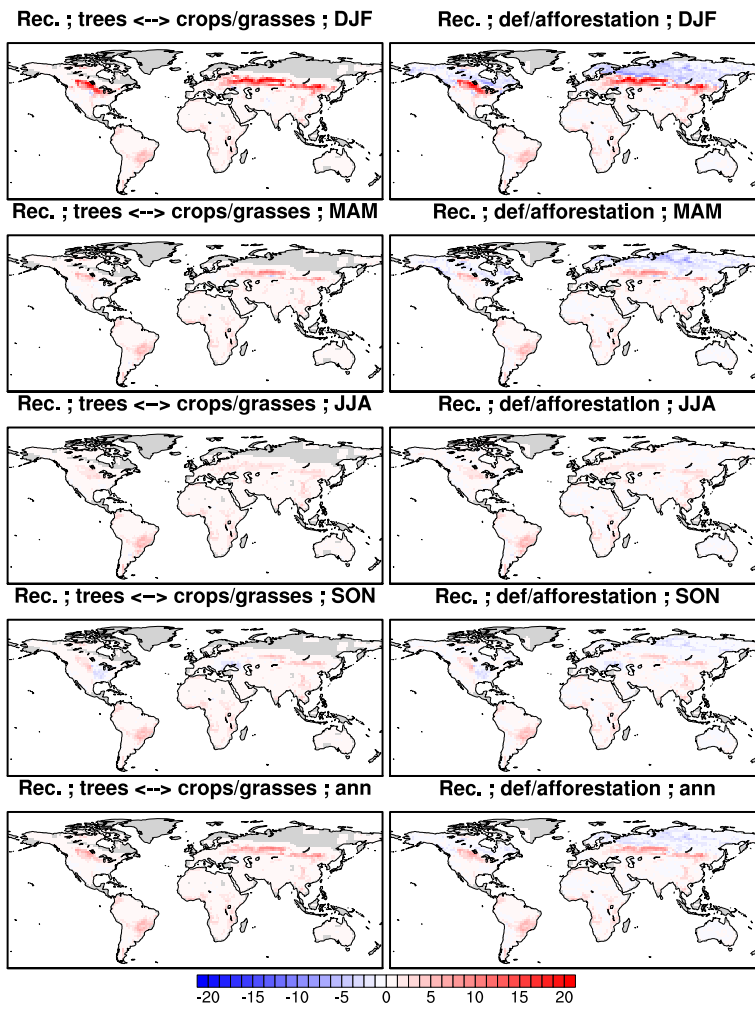 Rec. ; trees <--> crops/grasses ; DJF
Rec. ; def/afforestation ; DJF
Rec. ; trees <--> crops/grasses ; MAM
Rec. ; def/afforestation ; MAM
Rec. ; trees <--> crops/grasses ; JJA
Rec. ; def/afforestation ; JJA
Rec. ; trees <--> crops/grasses ; SON
Rec. ; def/afforestation ; SON
Rec. ; trees <--> crops/grasses ; ann
Rec. ; def/afforestation ; ann
-20 -15 -10 -5 0 5 10 15 20